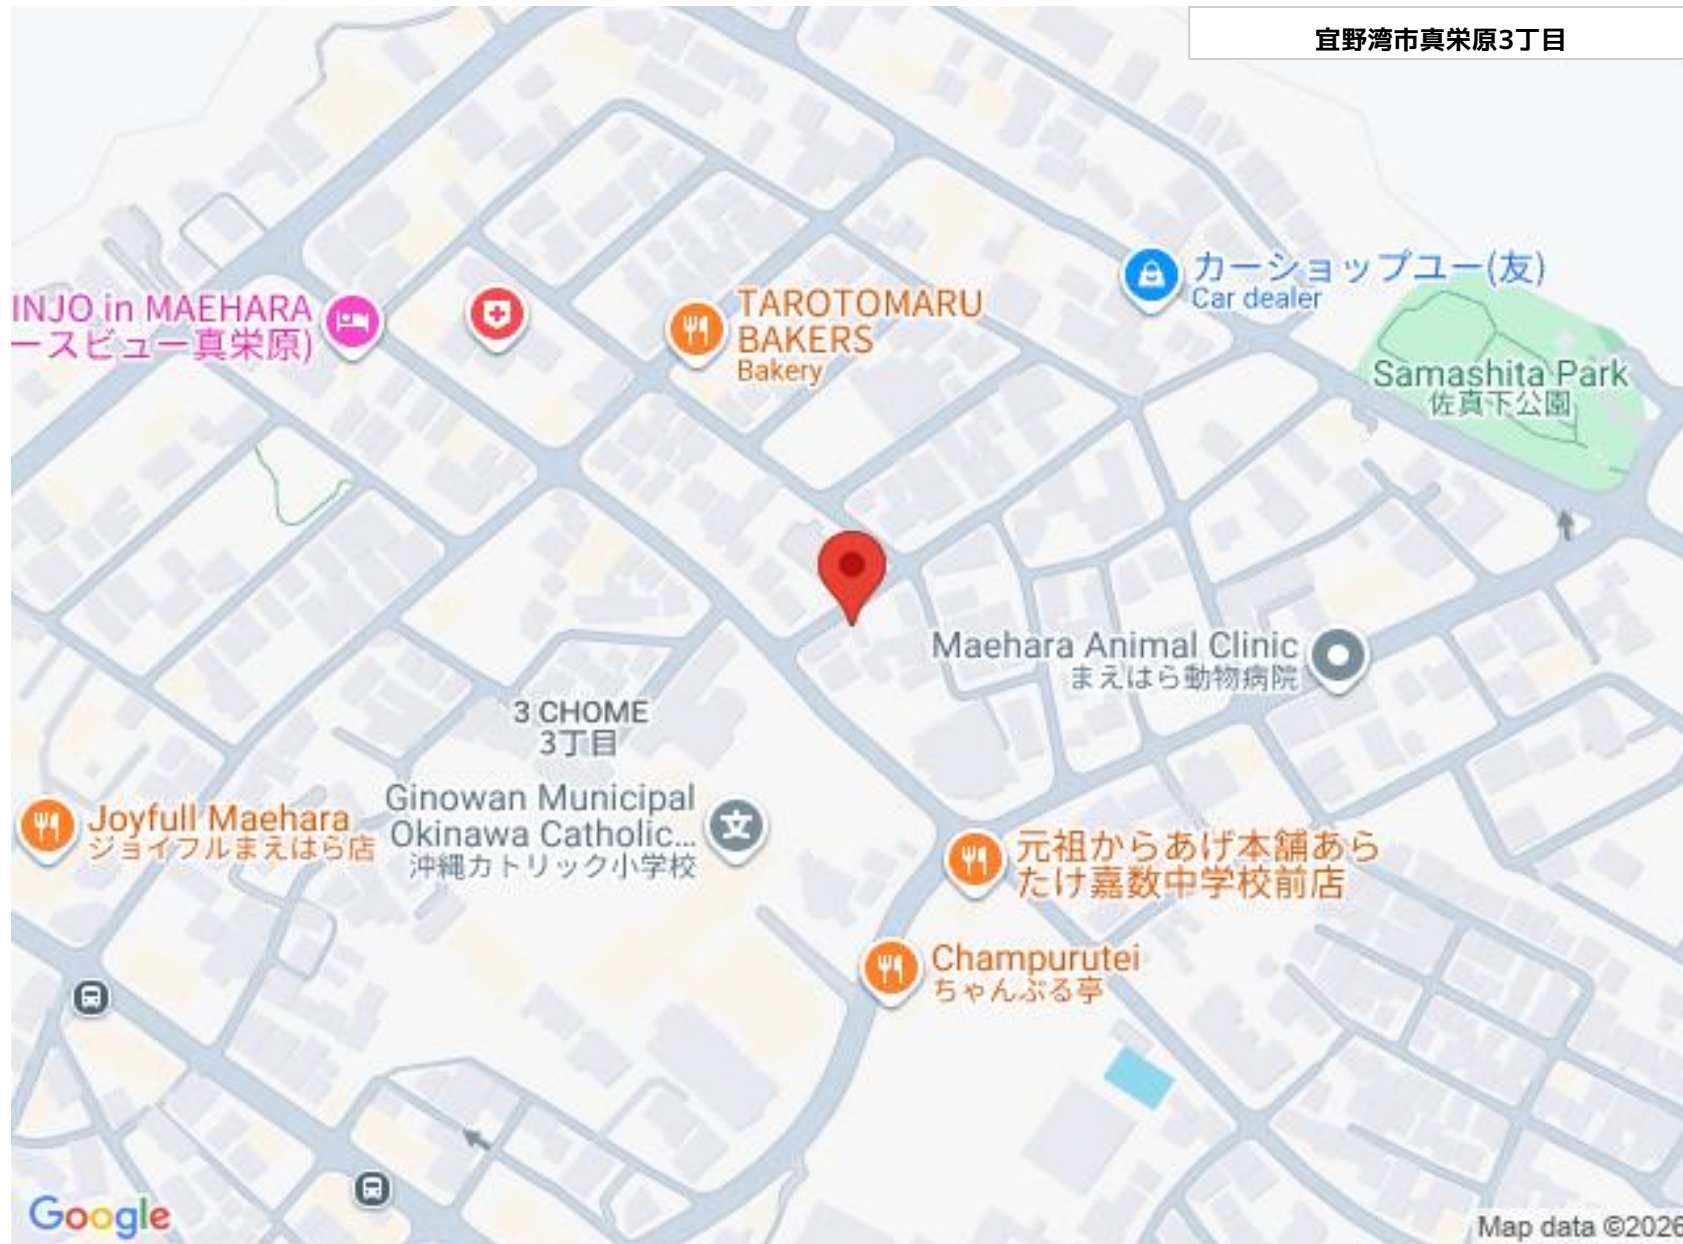 宜野湾市真栄原3丁目
カーショップユー(友)
Car dealer
INJO in MAEHARA
ースビュー真栄原)
TAROTOMARU
BAKERS
Bakery
Samashita Park
佐真下公園
Maehara Animal Clinic
まえはら動物病院
3 CHOME
3丁目
Ginowan Municipal
Okinawa Catholic...
沖縄カトリック小学校
Joyfull Maehara
ジョイフルまえはら店
元祖からあげ本舗あら
たけ嘉数中学校前店
Champurutei
ちゃんぷる亭
文
Google
Map data ©2026